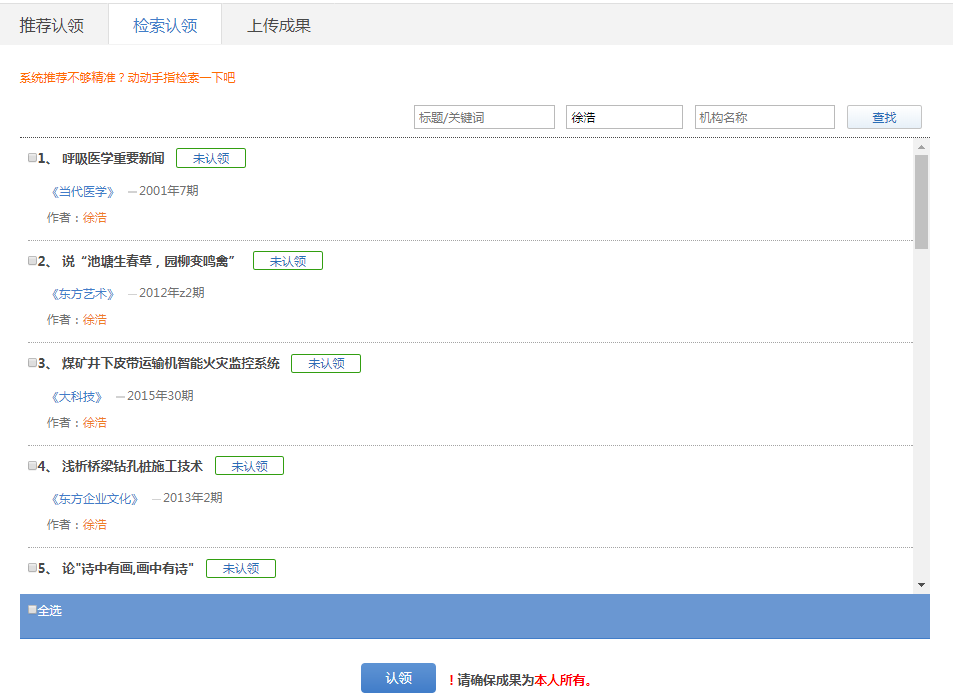 推荐认领 检索认领 上传成果
系统推荐不够精准？动动手指检索一下吧
标题/关键词 徐浩 机构名称 查找
1、 呼吸医学重要新闻 未认领
《当代医学》 —2001年7期
作者：徐浩
2、 说“池塘生春草，园柳变鸣禽” 未认领
《东方艺术》 —2012年z2期
作者：徐浩
3、 煤矿井下皮带运输机智能火灾监控系统 未认领
《大科技》 —2015年30期
作者：徐浩
4、 浅析桥梁钻孔桩施工技术 未认领
《东方企业文化》 —2013年2期
作者：徐浩
5、 论"诗中有画,画中有诗" 未认领
全选
认领 ！请确保成果为本人所有。